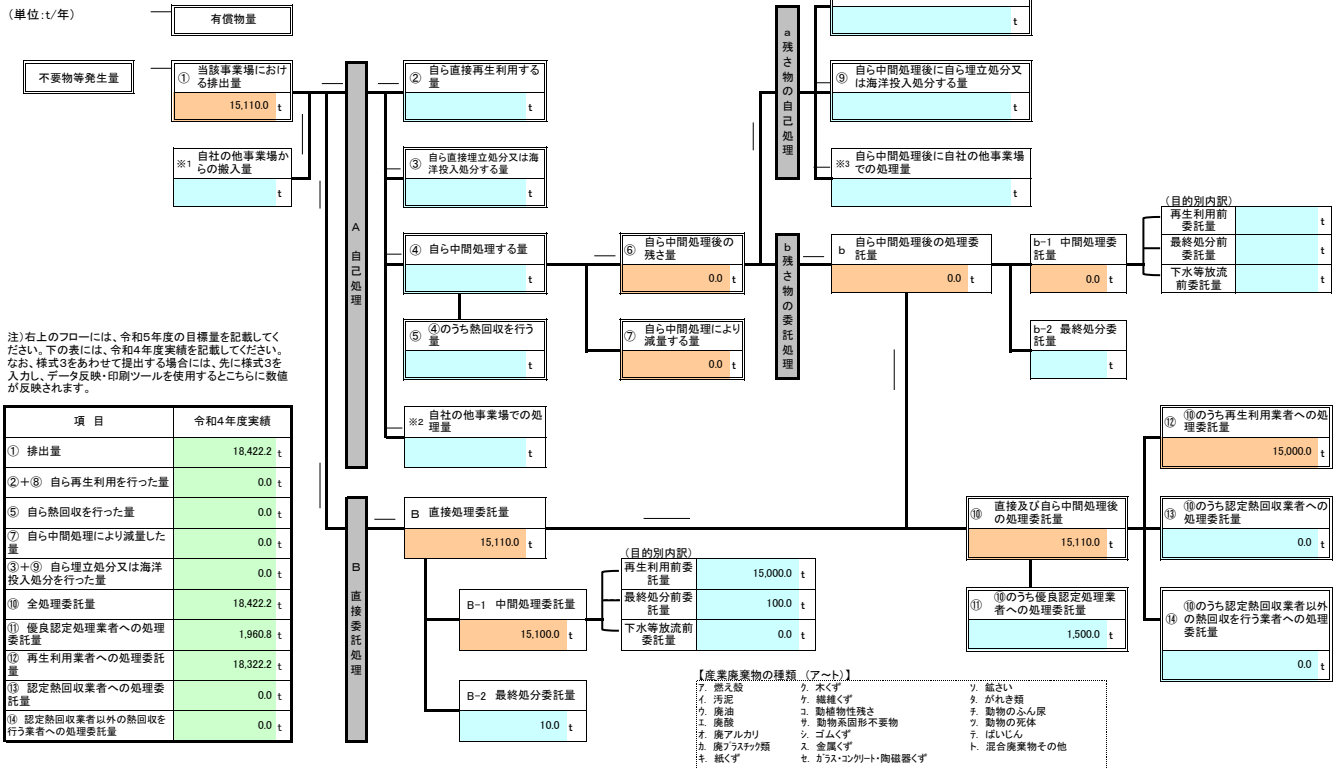 (単位:t/年)
有償物量
不要物等発生量
① 当該事業場におけ
る排出量
15,110.0 t
※1 自社の他事業場か
らの搬入量
t
A 自己処理
② 自ら直接再生利用する
量
t
③ 自ら直接埋立処分又は海
洋投入処分する量
t
④ 自ら中間処理する量
t
⑤ ④のうち熱回収を行う
量
t
※2 自社の他事業場での処
理量
t
⑥ 自ら中間処理後の
残さ量
0.0 t
⑦ 自ら中間処理により
減量する量
0.0 t
a 残さ物の自己処理
t
⑨ 自ら中間処理後に自ら埋立処分又
は海洋投入処分する量
t
※3 自ら中間処理後に自社の他事業場
での処理量
t
b 残さ物の委託処理
b 自ら中間処理後の処理委
託量
0.0 t
b-1 中間処理委
託量
0.0 t
b-2 最終処分委
託量
t
(目的別内訳)
再生利用前
委託量 t
最終処分前
委託量 t
下水等放流
前委託量 t
注)右上のフローには、令和5年度の目標量を記載してく
ださい。下の表には、令和4年度実績を記載してください。
なお、様式3をあわせて提出する場合には、先に様式3を
入力し、データ反映・印刷ツールを使用するとこちらに数値
が反映されます。
項 目 令和4年度実績
① 排出量 18,422.2 t
②+⑧ 自ら再生利用を行った量 0.0 t
⑤ 自ら熱回収を行った量 0.0 t
⑦ 自ら中間処理により減量した
量 0.0 t
③+⑨ 自ら埋立処分又は海洋
投入処分を行った量 0.0 t
⑩ 全処理委託量 18,422.2 t
⑪ 優良認定処理業者への処理
委託量 1,960.8 t
⑫ 再生利用業者への処理委託
量 18,322.2 t
⑬ 認定熱回収業者への処理委
託量 0.0 t
⑭ 認定熱回収業者以外の熱回収を
行う業者への処理委託量 0.0 t
B 直接委託処理
B 直接処理委託量
15,110.0 t
B-1 中間処理委託量
15,100.0 t
B-2 最終処分委託量
10.0 t
(目的別内訳)
再生利用前委
託量 15,000.0 t
最終処分前委
託量 100.0 t
下水等放流前
委託量 0.0 t
⑩ 直接及び自ら中間処理後
の処理委託量
15,110.0 t
⑪ ⑩のうち優良認定処理業
者への処理委託量
1,500.0 t
⑫ ⑩のうち再生利用業者への処
理委託量
15,000.0 t
⑬ ⑩のうち認定熱回収業者への
処理委託量
0.0 t
⑭ ⑩のうち認定熱回収業者以外
の熱回収を行う業者への処理
委託量
0.0 t
【産業廃棄物の種類 (ア~ト)】
ア. 燃え殻 ク. 木くず ソ. 鉱さい
イ. 汚泥 ケ. 繊維くず タ. がれき類
ウ. 廃油 コ. 動植物性残さ チ. 動物のふん尿
エ. 廃酸 サ. 動物系固形不要物 ツ. 動物の死体
オ. 廃アルカリ シ. ゴムくず テ. ばいじん
カ. 廃プラスチック類 ス. 金属くず ト. 混合廃棄物その他
キ. 紙くず セ. ガラス・コンクリート・陶磁器くず